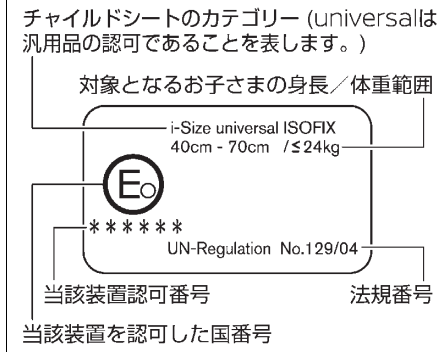 チャイルドシートのカテゴリー (universalは
汎用品の認可であることを表します。)
対象となるお子さまの身長／体重範囲
i-Size universal ISOFIX
40cm - 70cm /≤24kg
E○
＊＊＊＊＊＊
UN-Regulation No.129/04
当該装置認可番号
法規番号
当該装置を認可した国番号